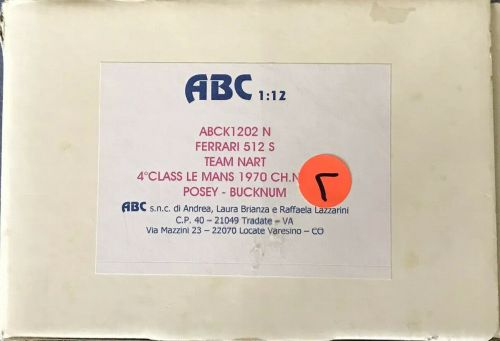 ABC 1:12
ABCK1202 N
FERRARI 512 S
TEAM NART
4°CLASS LE MANS 1970 CH.N
POSEY - BUCKNUM
ABC s.n.c. di Andrea, Laura Brianza e Raffaela Lazzarini
C.P. 40 – 21049 Tradate – VA
Via Mazzini 23 – 22070 Locate Varesino – CO